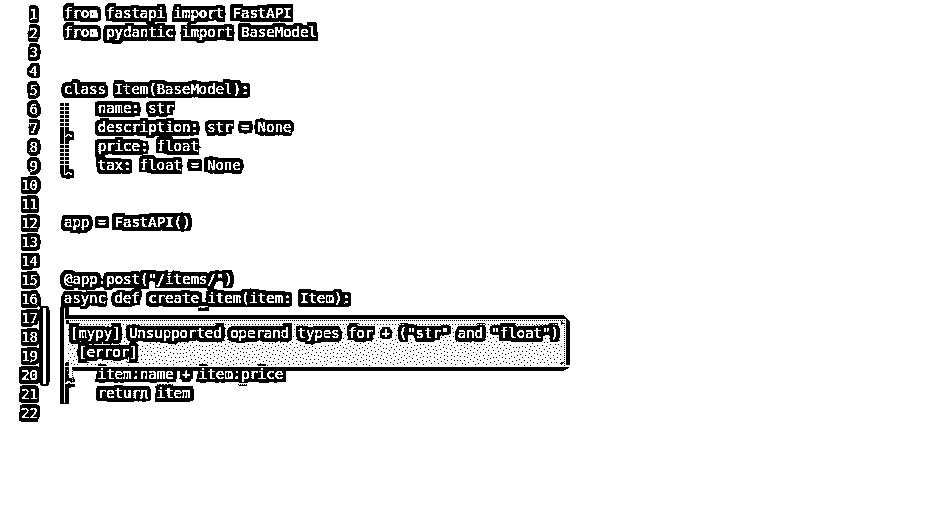 1 from fastapi import FastAPI
2 from pydantic import BaseModel
3
4
5 class Item(BaseModel):
6 name: str
7 description: str = None
8 price: float
9 tax: float = None
10
11
12 app = FastAPI()
13
14
15 @app.post("/items/")
16 async def create_item(item: Item):
17
18 [mypy] Unsupported operand types for + ("str" and "float")
19 [error]
20 item.name + item.price
21 return item
22